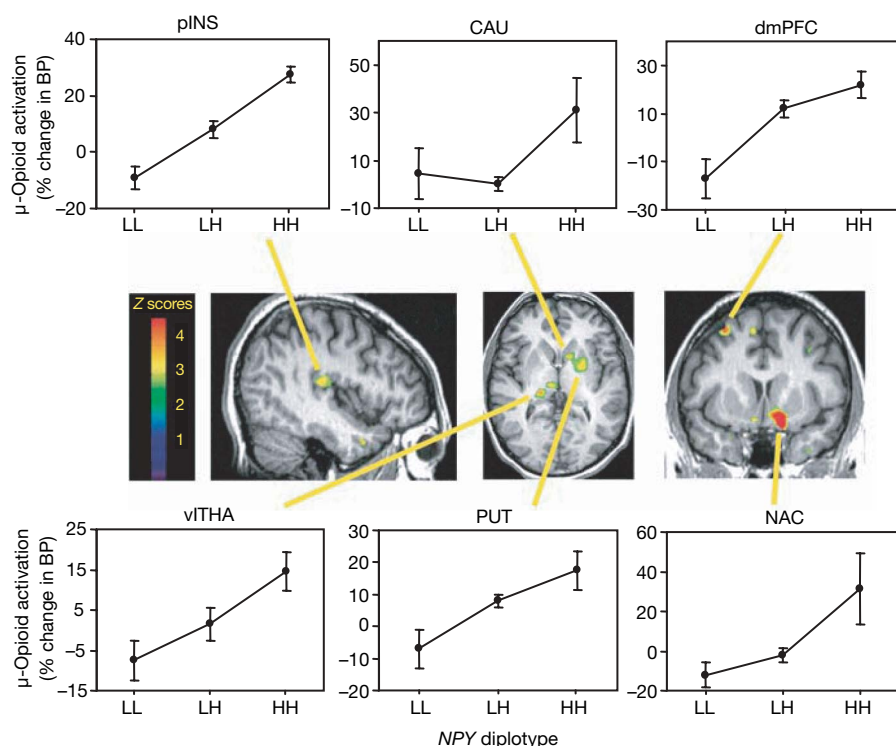 pINS
CAU
dmPFC
μ-Opioid activation
(% change in BP)
40
20
0
−20
LL LH HH
50
30
10
−10
LL LH HH
30
10
−10
−30
LL LH HH
Z scores
4
3
2
1
vlTHA
PUT
NAC
μ-Opioid activation
(% change in BP)
25
15
5
−5
−15
LL LH HH
30
20
10
0
−10
−20
LL LH HH
60
40
20
0
−20
LL LH HH
NPY diplotype